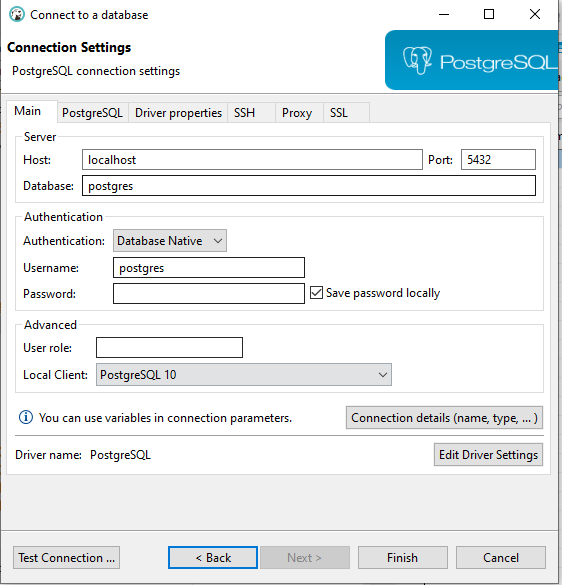 Connect to a database
Connection Settings
PostgreSQL connection settings
PostgreSQL
Main PostgreSQL Driver properties SSH Proxy SSL
Server
Host: localhost Port: 5432
Database: postgres
Authentication
Authentication: Database Native
Username: postgres
Password: Save password locally
Advanced
User role:
Local Client: PostgreSQL 10
You can use variables in connection parameters. Connection details (name, type, ... )
Driver name: PostgreSQL Edit Driver Settings
Test Connection ... < Back Next > Finish Cancel